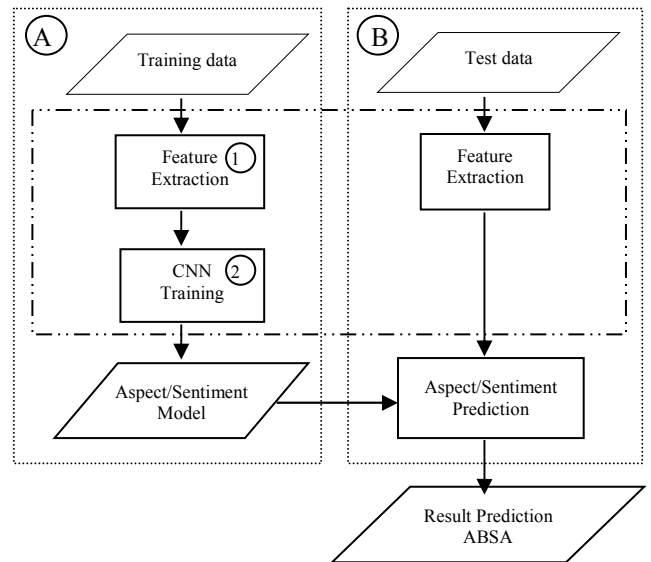 A
Training data
Feature
Extraction
1
CNN
Training
2
Aspect/Sentiment
Model
B
Test data
Feature
Extraction
Aspect/Sentiment
Prediction
Result Prediction
ABSA